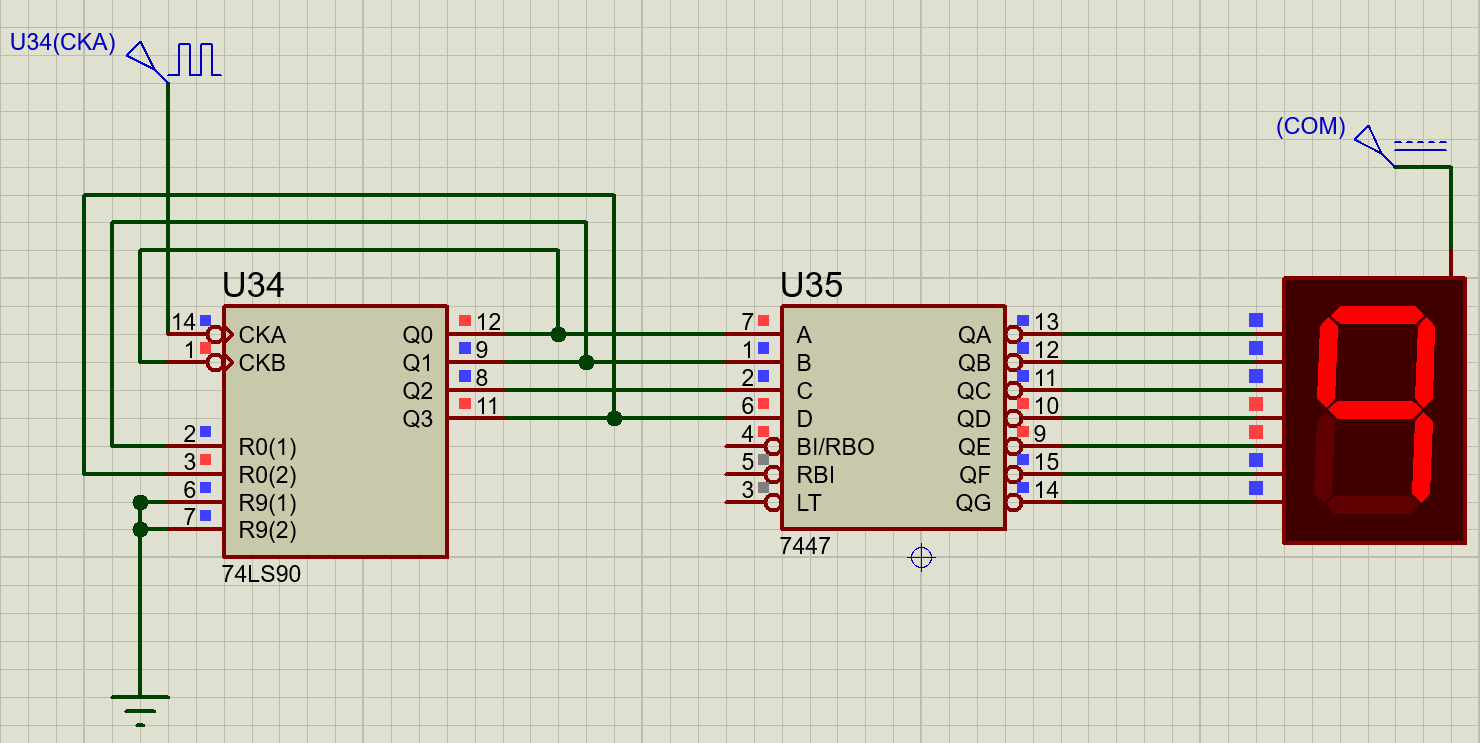 U34(CKA)
(COM)
U34
U35
14 CKA Q0 12
1 CKB Q1 9
Q2 8
Q3 11
2 R0(1)
3 R0(2)
6 R9(1)
7 R9(2)
74LS90
7 A QA 13
1 B QB 12
2 C QC 11
6 D QD 10
4 BI/RBO QE 9
5 RBI QF 15
3 LT QG 14
7447
9